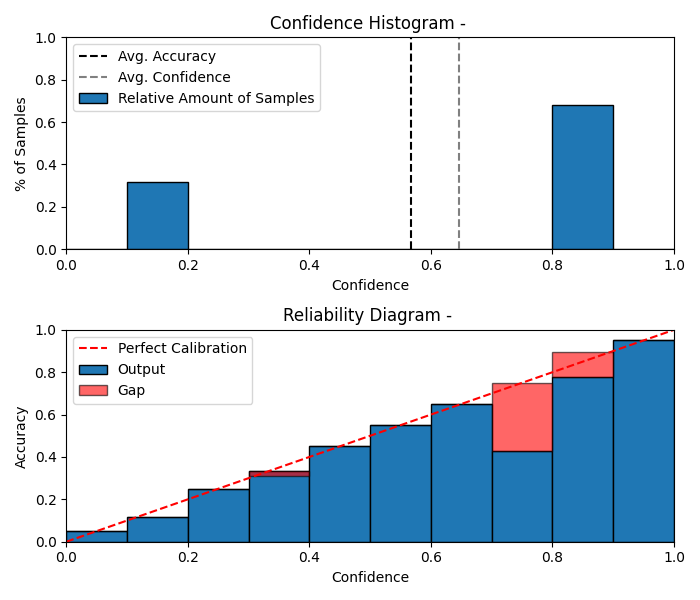 Confidence Histogram -
1.0
0.8
0.6
0.4
0.2
0.0
% of Samples
Avg. Accuracy
Avg. Confidence
Relative Amount of Samples
0.0 0.2 0.4 0.6 0.8 1.0
Confidence
Reliability Diagram -
1.0
0.8
0.6
0.4
0.2
0.0
Accuracy
Perfect Calibration
Output
Gap
0.0 0.2 0.4 0.6 0.8 1.0
Confidence